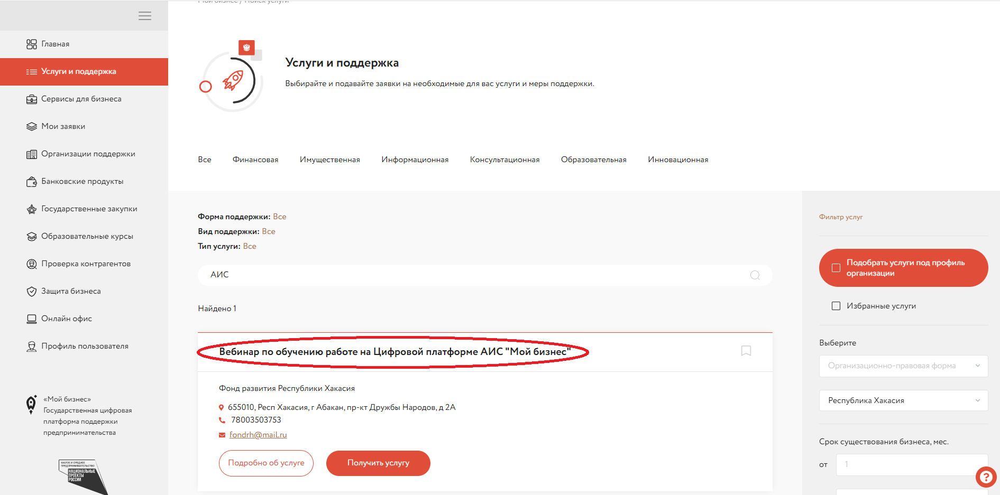 Мой бизнес / Поиск услуги
Главная
Услуги и поддержка
Сервисы для бизнеса
Мои заявки
Организации поддержки
Банковские продукты
Государственные закупки
Образовательные курсы
Проверка контрагентов
Защита бизнеса
Онлайн офис
Профиль пользователя
«Мой бизнес»
Государственная цифровая
платформа поддержки
предпринимательства
МАЛОЕ И СРЕДНЕЕ
ПРЕДПРИНИМАТЕЛЬСТВО
НАЦИОНАЛЬНЫЕ
ПРОЕКТЫ
РОССИИ
Услуги и поддержка
Выбирайте и подавайте заявки на необходимые для вас услуги и меры поддержки.
Все Финансовая Имущественная Информационная Консультационная Образовательная Инновационная
Форма поддержки: Все
Вид поддержки: Все
Тип услуги: Все
АИС
Найдено 1
Вебинар по обучению работе на Цифровой платформе АИС "Мой бизнес"
Фонд развития Республики Хакасия
655010, Респ Хакасия, г Абакан, пр-кт Дружбы Народов, д 2А
78003503753
fondrh@mail.ru
Подробно об услуге Получить услугу
Фильтр услуг
Подобрать услуги под профиль
организации
Избранные услуги
Выберите
Организационно-правовая форма
Республика Хакасия
Срок существования бизнеса, мес.
от 1
?